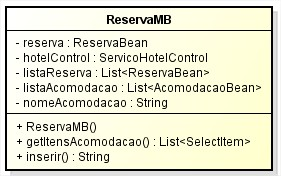 ReservaMB
- reserva : ReservaBean
- hotelControl : ServicoHotelControl
- listaReserva : List<ReservaBean>
- listaAcomodacao : List<AcomodacaoBean>
- nomeAcomodacao : String
+ ReservaMB()
+ getItensAcomodacao() : List<SelectItem>
+ inserir() : String